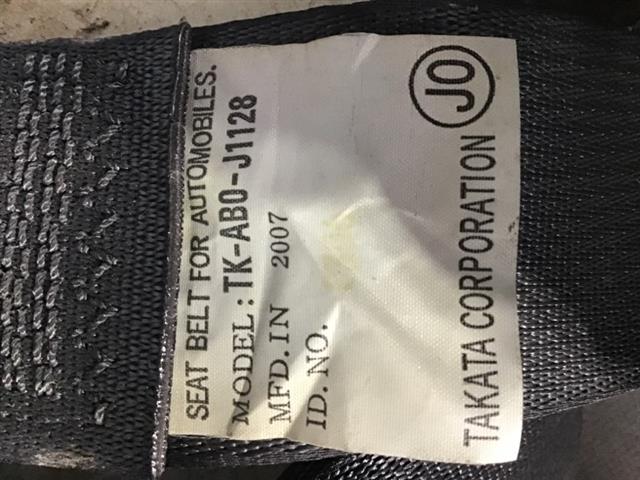 SEAT BELT FOR AUTOMOBILES.
MODEL : TK-AB0-J1128
MFD. IN 2007
ID. NO.
TAKATA CORPORATION JO